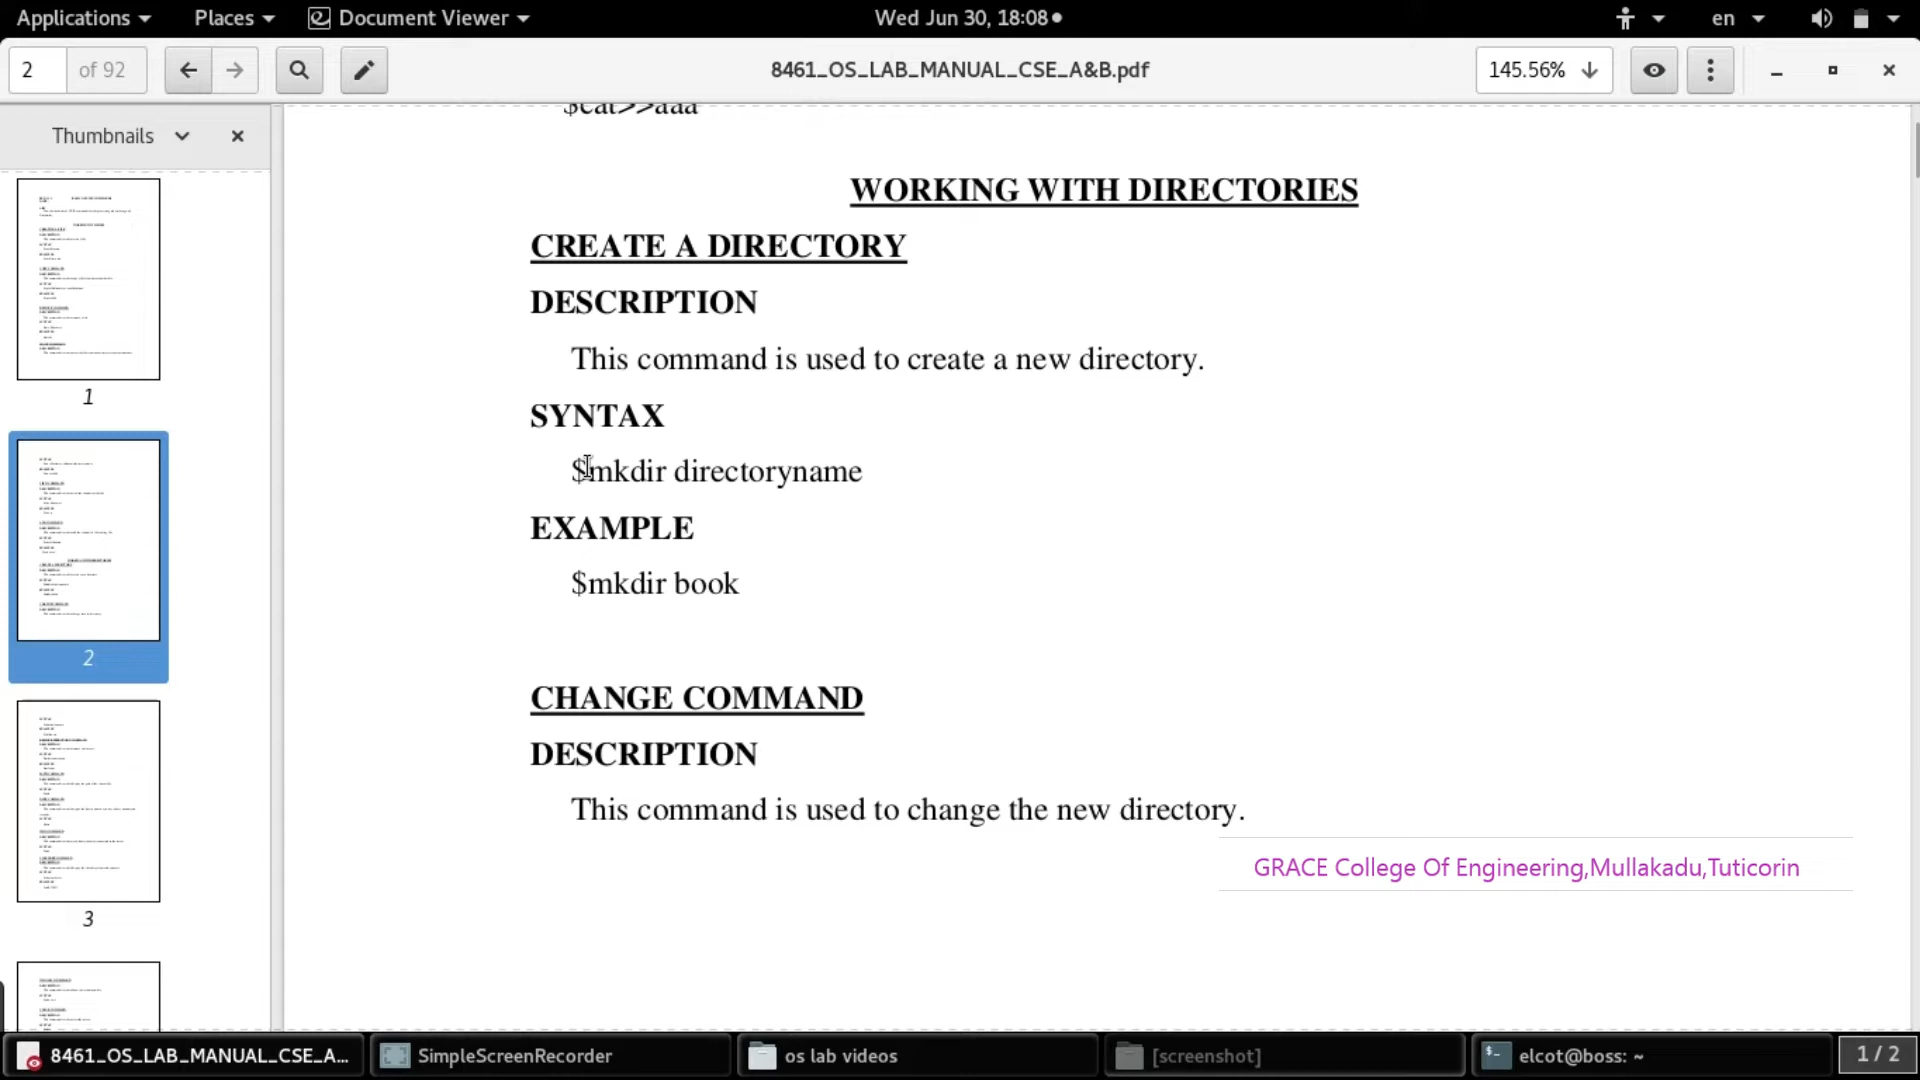 Applications Places Document Viewer Wed Jun 30, 18:08 en
2 of 92 8461_OS_LAB_MANUAL_CSE_A&B.pdf 145.56%
Thumbnails
$cat>>aaa
WORKING WITH DIRECTORIES
CREATE A DIRECTORY
DESCRIPTION
This command is used to create a new directory.
SYNTAX
$mkdir directoryname
EXAMPLE
$mkdir book
CHANGE COMMAND
DESCRIPTION
This command is used to change the new directory.
GRACE College Of Engineering,Mullakadu,Tuticorin
1
2
3
8461_OS_LAB_MANUAL_CSE_A... SimpleScreenRecorder os lab videos [screenshot] elcot@boss: ~ 1 / 2